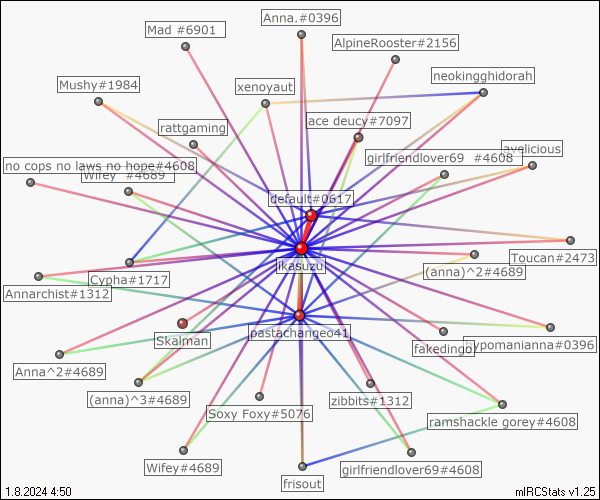 Anna.#0396
Mad #6901
AlpineRooster#2156
neokingghidorah
Mushy#1984
xenoyaut
ace deucy#7097
rattgaming
avelicious
girlfriendlover69 #4608
no cops no laws no hope#4608
Wifey #4689
default#0617
Toucan#2473
ikasuzu
(anna)^2#4689
Cypha#1717
Annarchist#1312
pastachange041
Skalman
fakedingo
hypomanianna#0396
Anna^2#4689
(anna)^3#4689
zibbits#1312
Soxy Foxy#5076
ramshackle gorey#4608
Wifey#4689
girlfriendlover69#4608
frisout
1.8.2024 4:50
mIRCStats v1.25